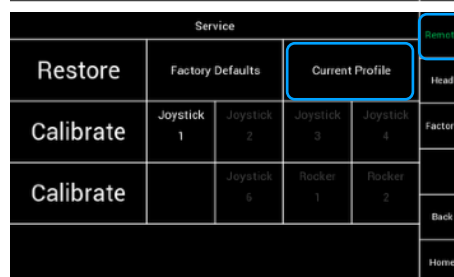 Service
Remot
Restore
Factory Defaults
Current Profile
Head
Calibrate
Joystick
1
Joystick
2
Joystick
3
Joystick
4
Factor
Calibrate
Joystick
6
Rocker
1
Rocker
2
Back
Home